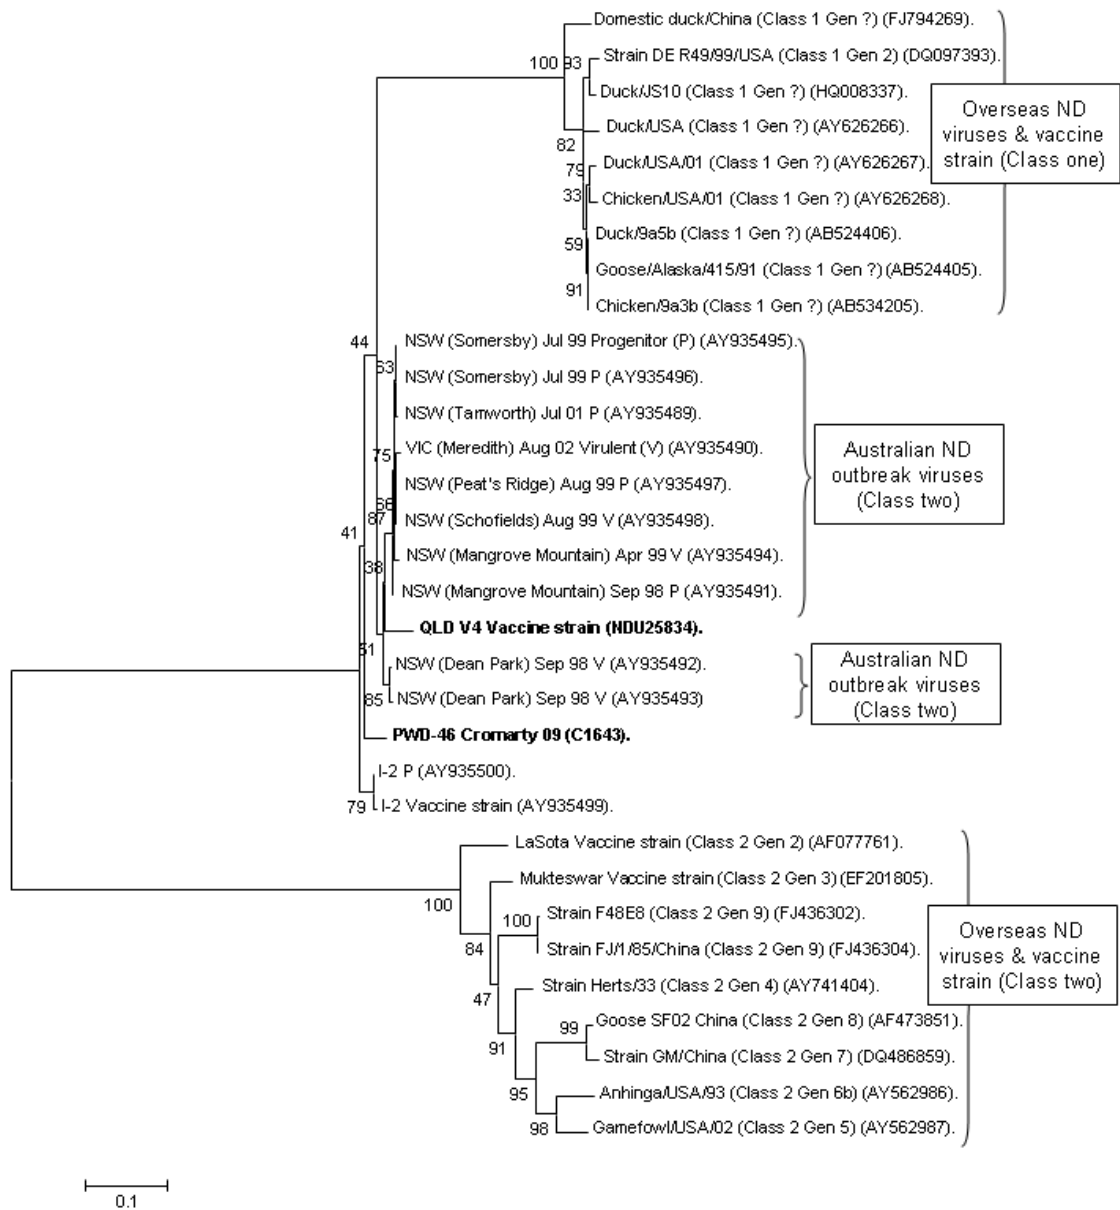 Domestic duck/China (Class 1 Gen ?) (FJ794269).
Strain DE R49/99/USA (Class 1 Gen 2) (DQ097393).
100
93
Duck/JS10 (Class 1 Gen ?) (HQ008337).
Overseas ND
viruses & vaccine
strain (Class one)
Duck/USA (Class 1 Gen ?) (AY626266).
82
Duck/USA/01 (Class 1 Gen ?) (AY626267).
79
33
Chicken/USA/01 (Class 1 Gen ?) (AY626268).
Duck/9a5b (Class 1 Gen ?) (AB524406).
59
Goose/Alaska/415/91 (Class 1 Gen ?) (AB524405).
91
Chicken/9a3b (Class 1 Gen ?) (AB534205).
44
NSW (Somersby) Jul 99 Progenitor (P) (AY935495).
63
NSW (Somersby) Jul 99 P (AY935496).
NSW (Tamworth) Jul 01 P (AY935489).
75
VIC (Meredith) Aug 02 Virulent (V) (AY935490).
Australian ND
outbreak viruses
(Class two)
NSW (Peat's Ridge) Aug 99 P (AY935497).
66
87
NSW (Schofields) Aug 99 V (AY935498).
41
NSW (Mangrove Mountain) Apr 99 V (AY935494).
38
NSW (Mangrove Mountain) Sep 98 P (AY935491).
QLD V4 Vaccine strain (NDU25834).
51
NSW (Dean Park) Sep 98 V (AY935492).
Australian ND
outbreak viruses
(Class two)
85
NSW (Dean Park) Sep 98 V (AY935493)
PWD-46 Cromarty 09 (C1643).
I-2 P (AY935500).
79
I-2 Vaccine strain (AY935499).
LaSota Vaccine strain (Class 2 Gen 2) (AF077761).
Mukteswar Vaccine strain (Class 2 Gen 3) (EF201805).
100
100
Strain F48E8 (Class 2 Gen 9) (FJ436302).
84
Strain FJ/1/85/China (Class 2 Gen 9) (FJ436304).
Overseas ND
viruses & vaccine
strain (Class two)
Strain Herts/33 (Class 2 Gen 4) (AY741404).
47
99
Goose SF02 China (Class 2 Gen 8) (AF473851).
91
Strain GM/China (Class 2 Gen 7) (DQ486859).
95
Anhinga/USA/93 (Class 2 Gen 6b) (AY562986).
98
Gamefowl/USA/02 (Class 2 Gen 5) (AY562987).
0.1